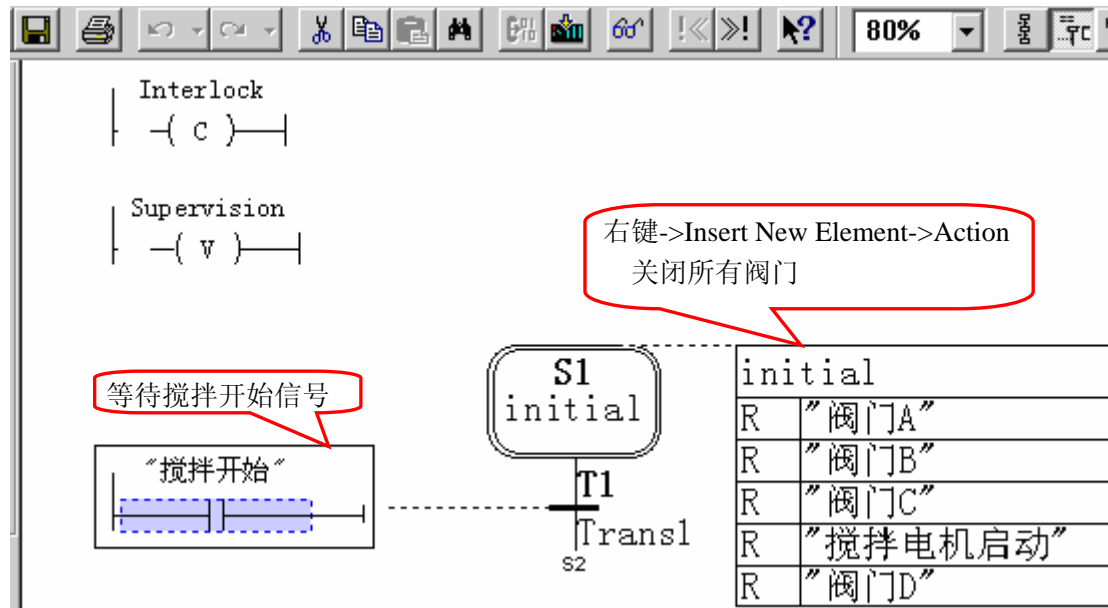 80%
Interlock
( C )
Supervision
( V )
右键->Insert New Element->Action
关闭所有阀门
等待搅拌开始信号
S1
initial
initial
R "阀门A"
R "阀门B"
R "阀门C"
R "搅拌电机启动"
R "阀门D"
"搅拌开始"
T1
Trans1
S2